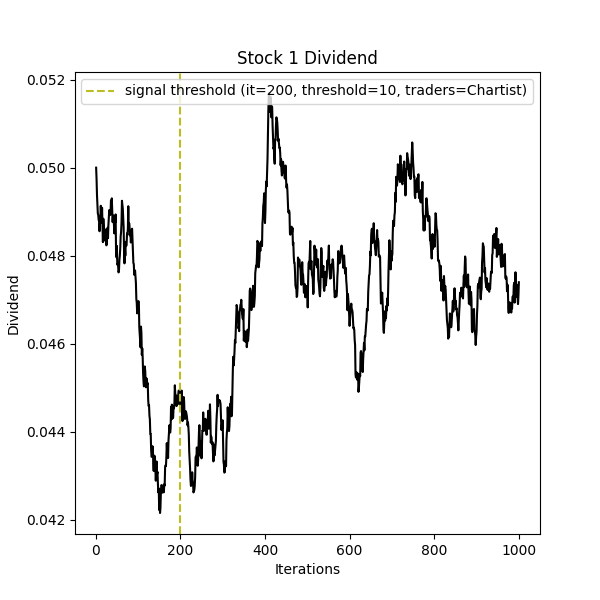 Stock 1 Dividend
signal threshold (it=200, threshold=10, traders=Chartist)
Dividend
0.052
0.050
0.048
0.046
0.044
0.042
0 200 400 600 800 1000
Iterations